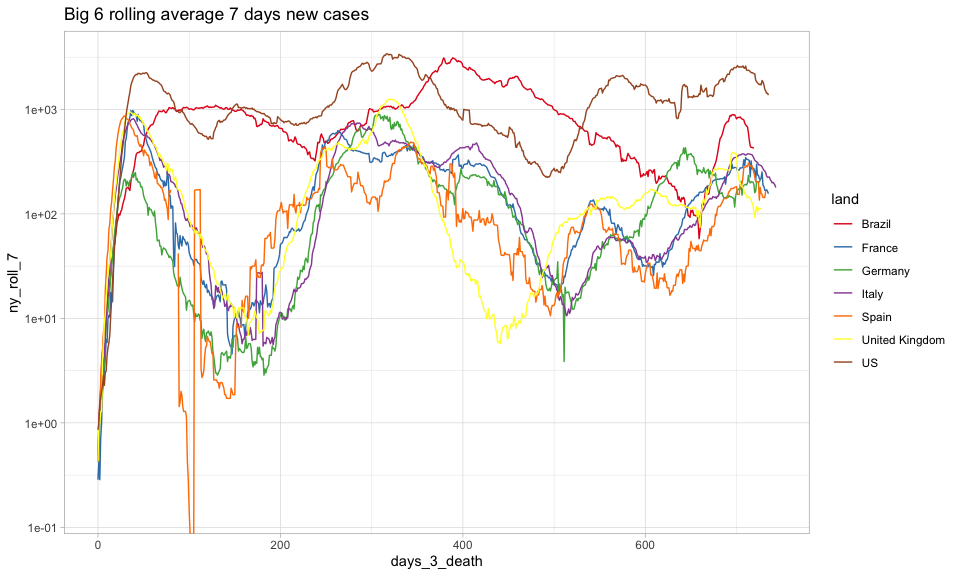 Big 6 rolling average 7 days new cases
ny_roll_7
1e+03
1e+02
1e+01
1e+00
1e-01
0 200 400 600
days_3_death
land
Brazil
France
Germany
Italy
Spain
United Kingdom
US